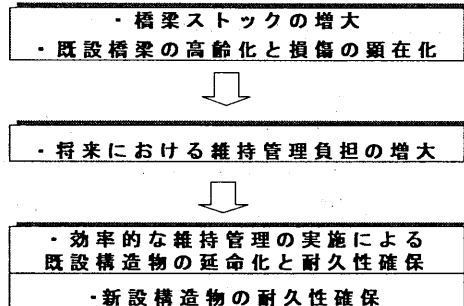 ・橋梁ストックの増大
・既設橋梁の高齢化と損傷の顕在化
・将来における維持管理負担の増大
・効率的な維持管理の実施による
既設構造物の延命化と耐久性確保
・新設構造物の耐久性確保